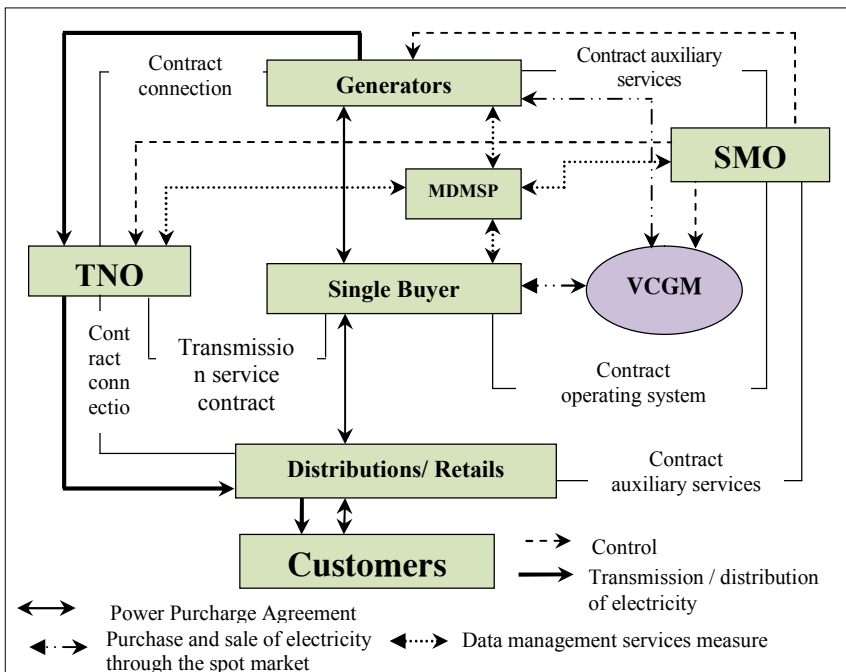 Contract
connection
Generators
Contract auxiliary
services
SMO
MDMSP
TNO
Single Buyer
VCGM
Cont
ract
conn
ectio
Transmissio
n service
contract
Contract
operating system
Distributions/ Retails
Contract
auxiliary services
Customers
Control
Transmission / distribution
of electricity
Power Purcharge Agreement
Purchase and sale of electricity
through the spot market
Data management services measure